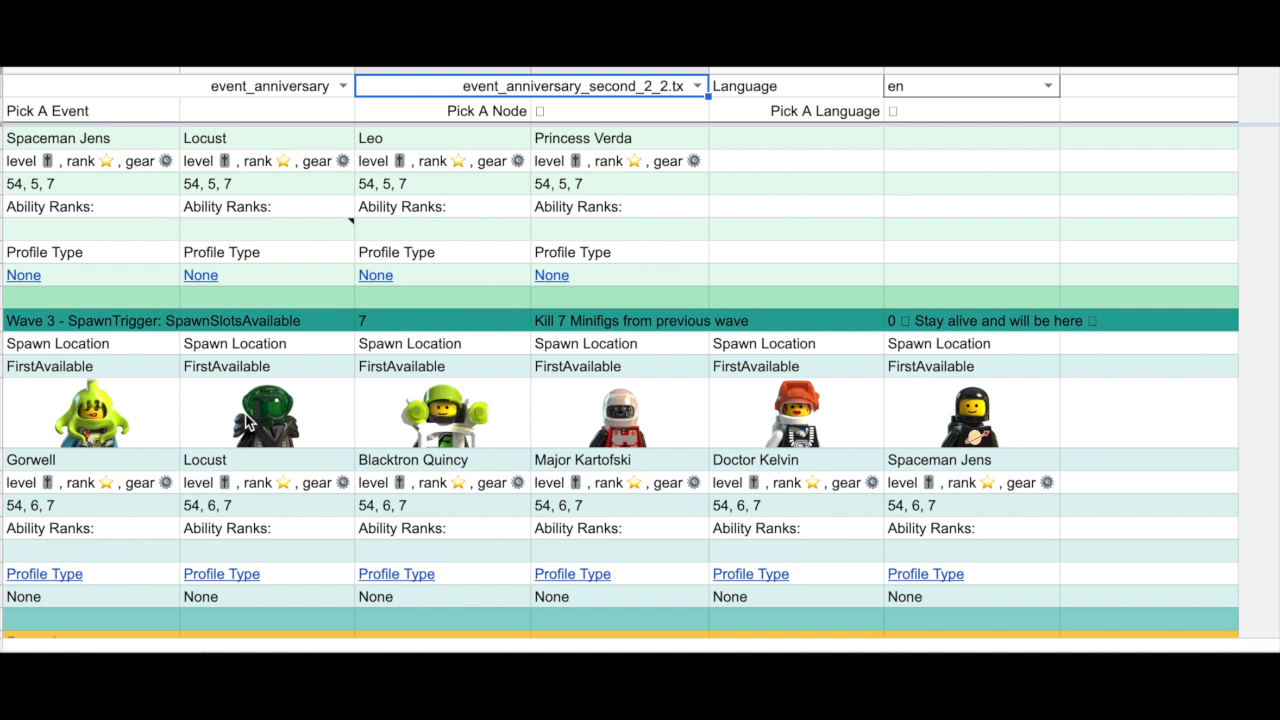 event_anniversary event_anniversary_second_2_2.tx Language en
Pick A Event Pick A Node Pick A Language
Spaceman Jens Locust Leo Princess Verda
level , rank ⭐, gear ⚙ level , rank ⭐, gear ⚙ level , rank ⭐, gear ⚙ level , rank ⭐, gear ⚙
54, 5, 7 54, 5, 7 54, 5, 7 54, 5, 7
Ability Ranks: Ability Ranks: Ability Ranks: Ability Ranks:
Profile Type Profile Type Profile Type Profile Type
None None None None
Wave 3 - SpawnTrigger: SpawnSlotsAvailable 7 Kill 7 Minifigs from previous wave 0 Stay alive and will be here
Spawn Location Spawn Location Spawn Location Spawn Location Spawn Location Spawn Location
FirstAvailable FirstAvailable FirstAvailable FirstAvailable FirstAvailable FirstAvailable
Gorwell Locust Blacktron Quincy Major Kartofski Doctor Kelvin Spaceman Jens
level , rank ⭐, gear ⚙ level , rank ⭐, gear ⚙ level , rank ⭐, gear ⚙ level , rank ⭐, gear ⚙ level , rank ⭐, gear ⚙ level , rank ⭐, gear ⚙
54, 6, 7 54, 6, 7 54, 6, 7 54, 6, 7 54, 6, 7 54, 6, 7
Ability Ranks: Ability Ranks: Ability Ranks: Ability Ranks: Ability Ranks: Ability Ranks:
Profile Type Profile Type Profile Type Profile Type Profile Type Profile Type
None None None None None None